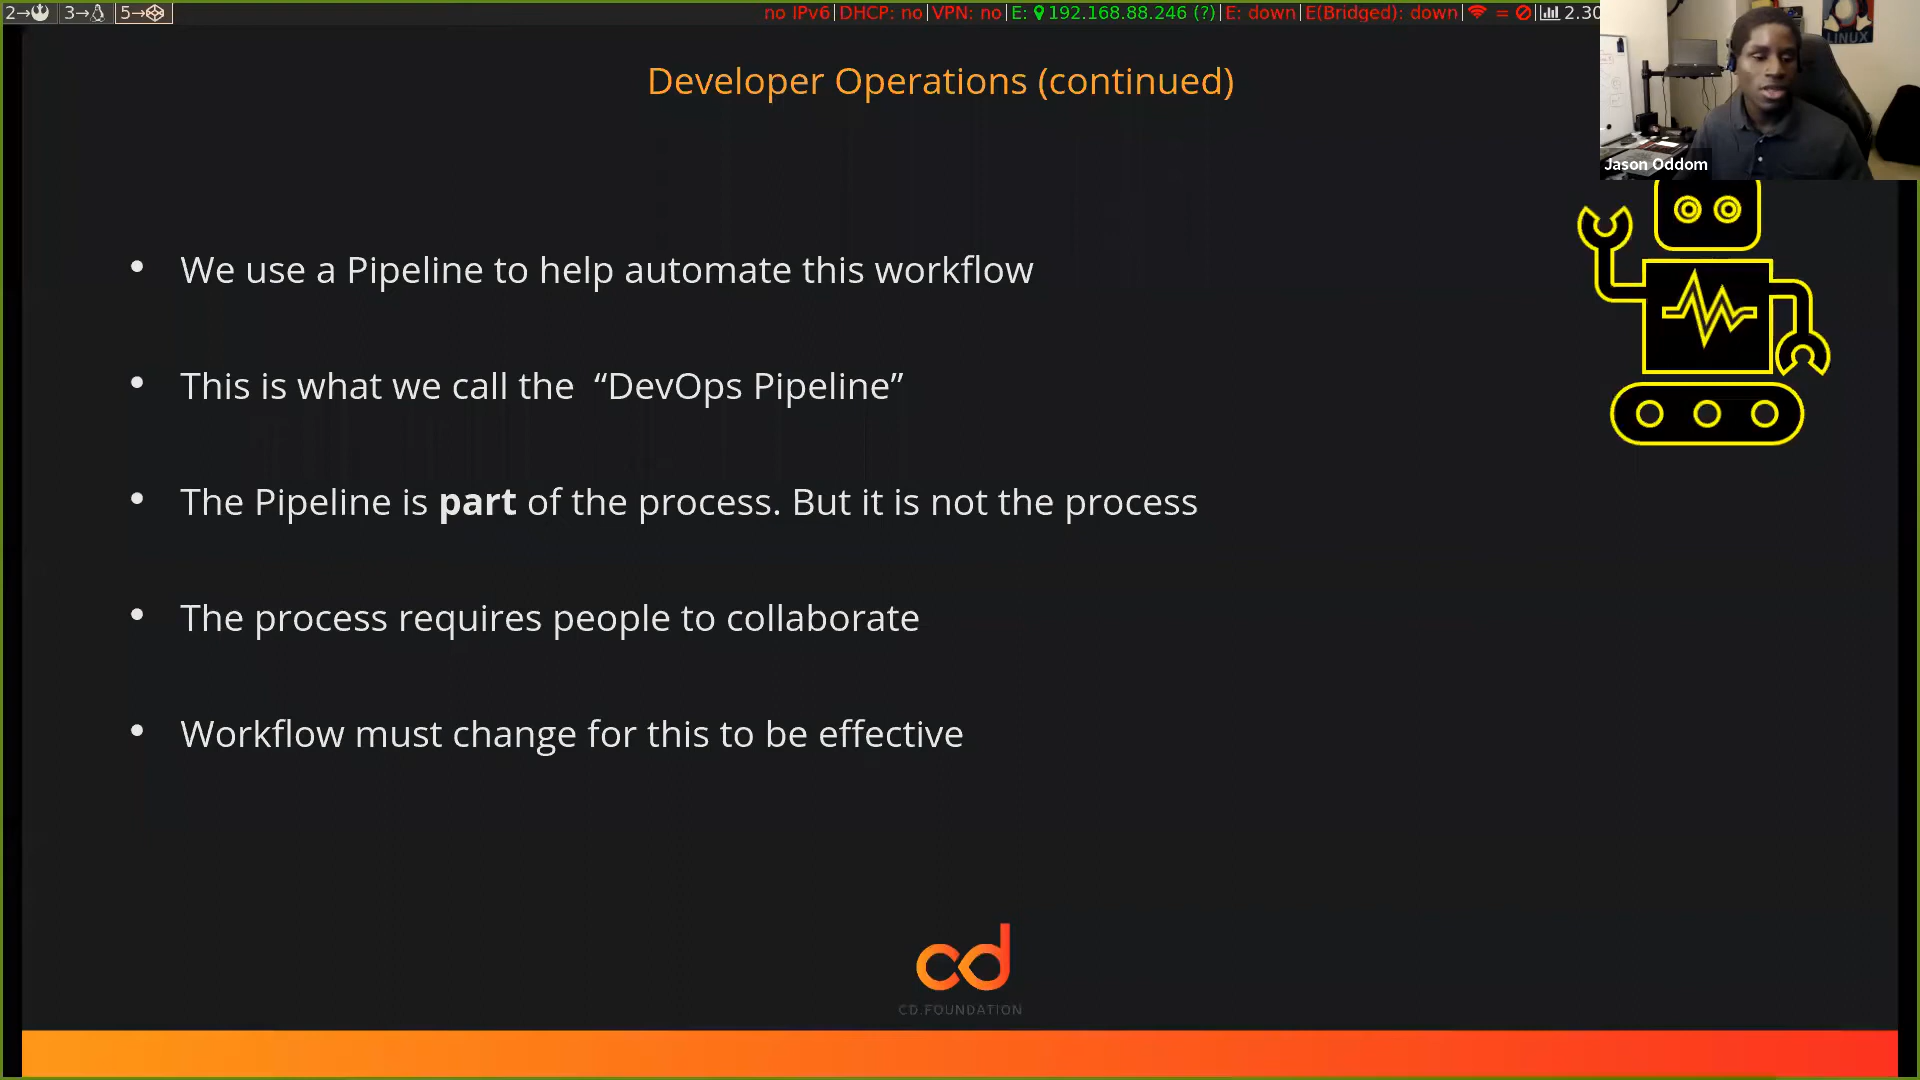 2→ 3→ 5→ no IPv6|DHCP: no|VPN: no|E: 192.168.88.246 (?)|E: down|E(Bridged): down| = | 2.30
LINUX
Developer Operations (continued)
Jason Oddom
• We use a Pipeline to help automate this workflow
• This is what we call the “DevOps Pipeline”
• The Pipeline is part of the process. But it is not the process
• The process requires people to collaborate
• Workflow must change for this to be effective
cd
CD.FOUNDATION